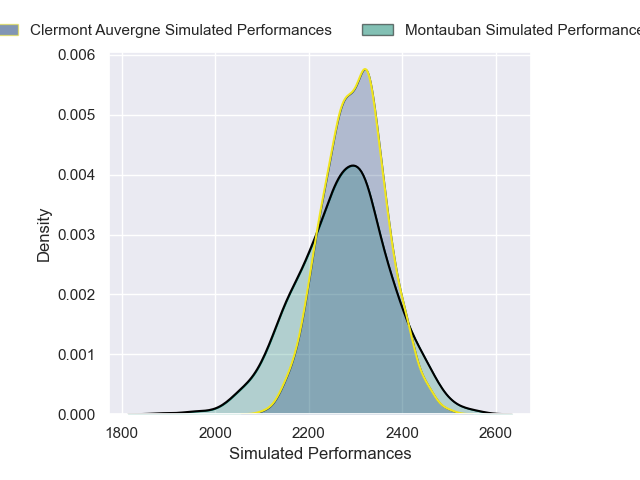 Clermont Auvergne Simulated Performances
Montauban Simulated Performance
0.006
0.005
0.004
0.003
0.002
0.001
0.000
Density
1800 2000 2200 2400 2600
Simulated Performances